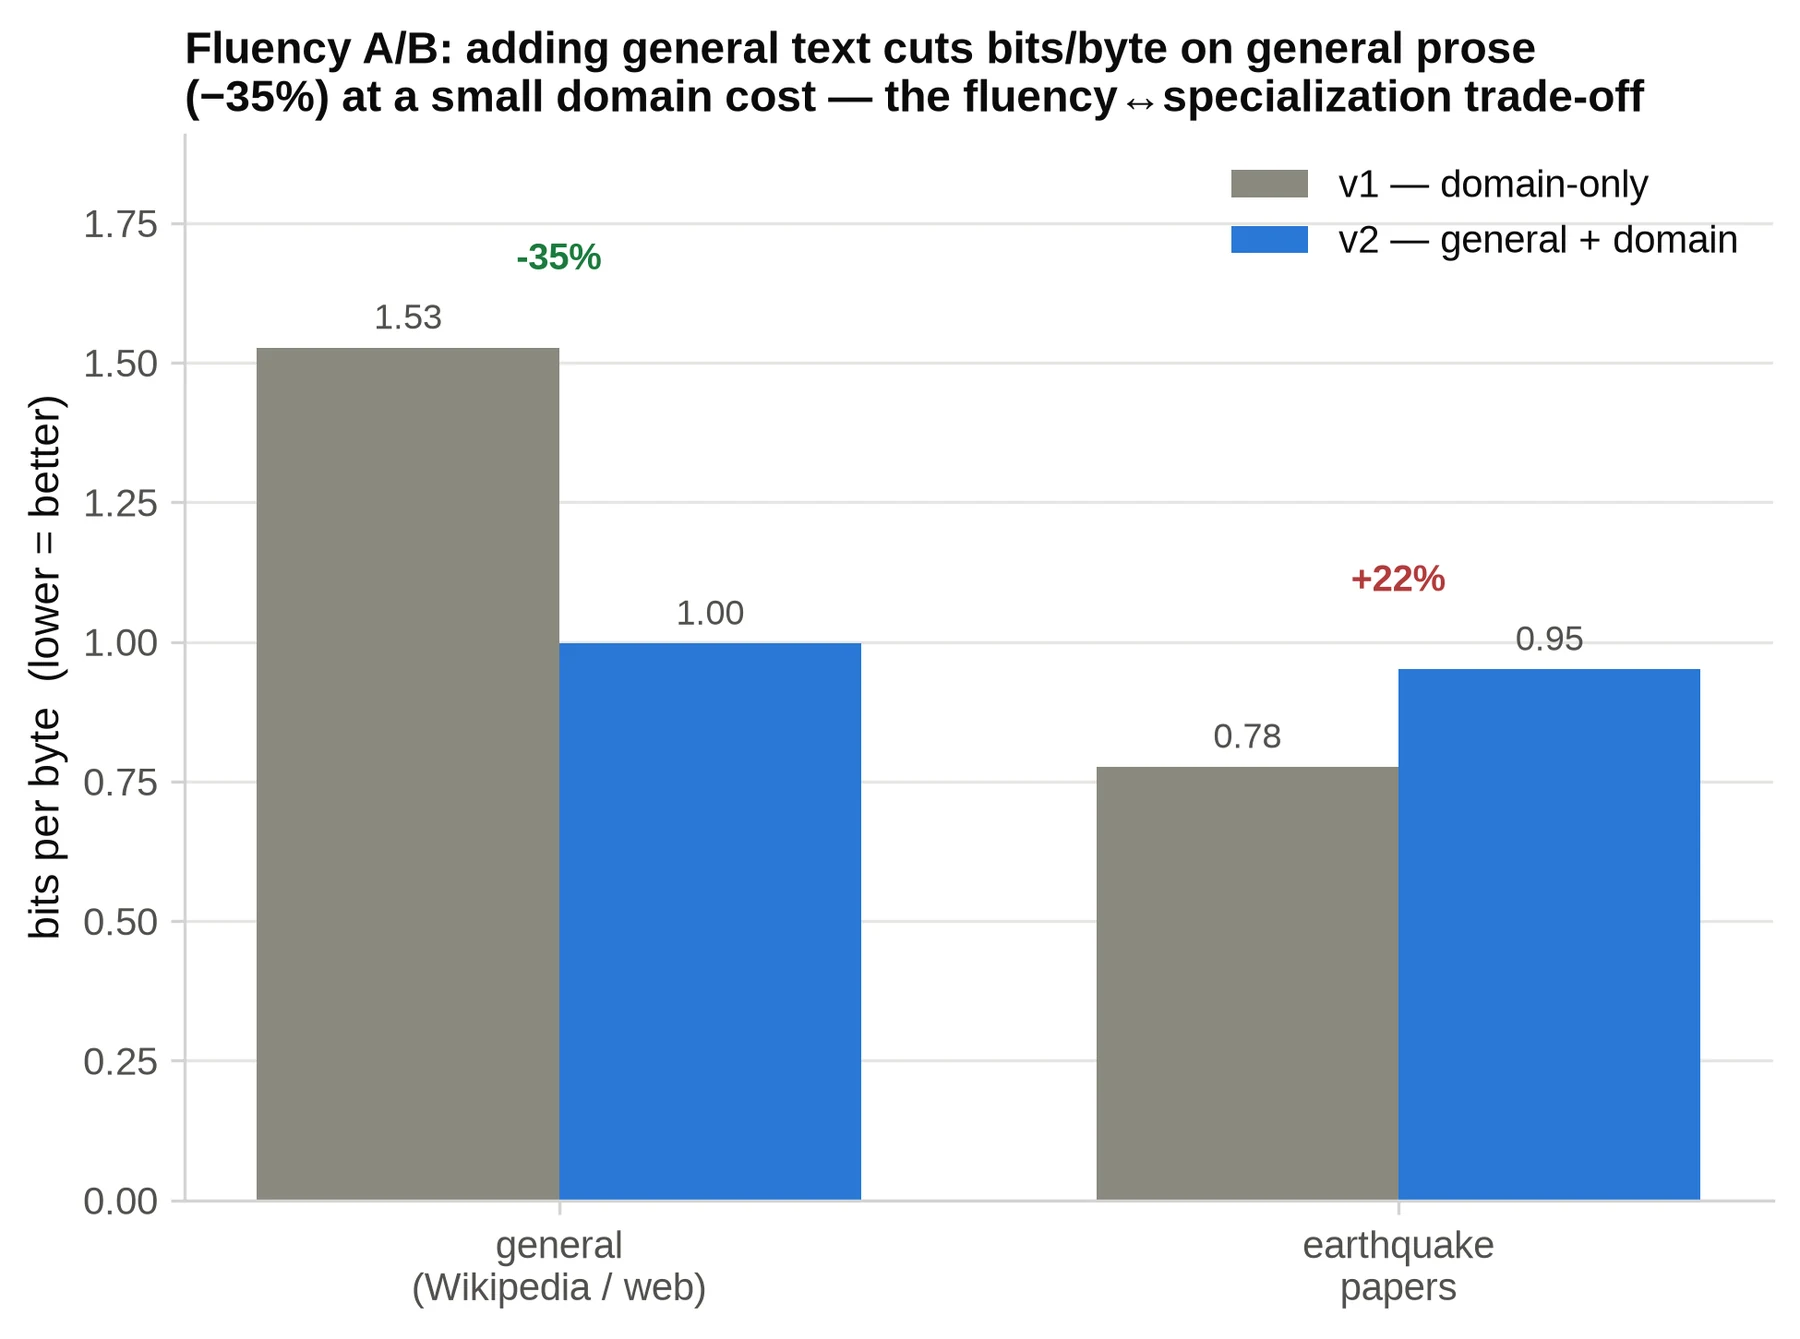 Fluency A/B: adding general text cuts bits/byte on general prose
(−35%) at a small domain cost — the fluency↔specialization trade-off
v1 — domain-only
v2 — general + domain
bits per byte  (lower = better)
1.75
1.50
1.25
1.00
0.75
0.50
0.25
0.00
-35%
1.53
1.00
+22%
0.78
0.95
general
(Wikipedia / web)
earthquake
papers